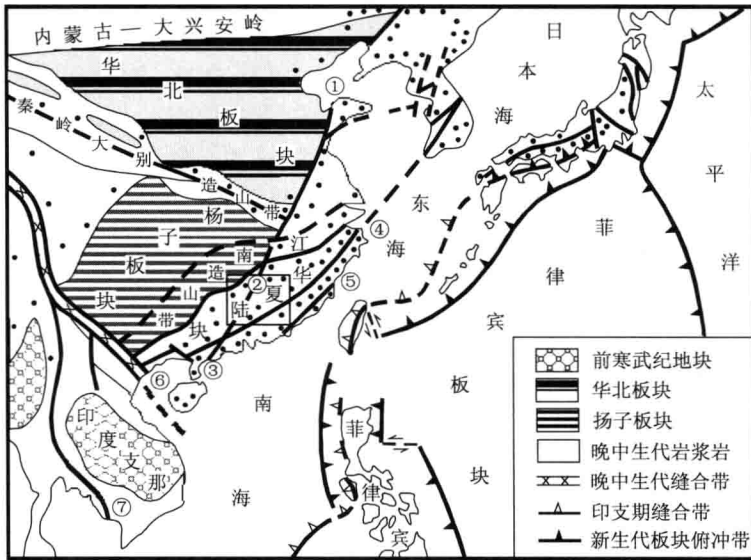 内蒙古—大兴安岭
华北板块
秦岭大别造山带
扬子板块
江南造山带
华夏陆块
印度支那
日本海
东海
南海
太平洋
菲律宾板块
菲律宾
①
②
③
④
⑤
⑥
⑦
前寒武纪地块
华北板块
扬子板块
晚中生代岩浆岩
晚中生代缝合带
印支期缝合带
新生代板块俯冲带